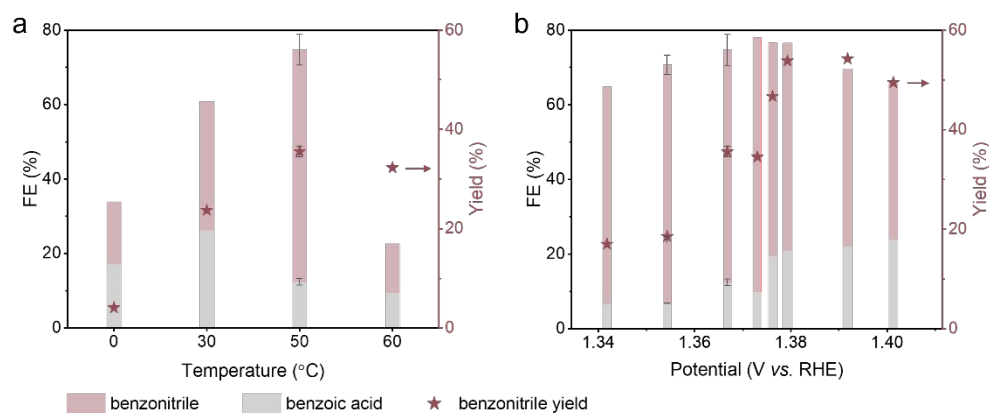 a
b
80
60
40
20
0
FE (%)
60
40
20
0
Yield (%)
0
30
50
60
Temperature (°C)
80
60
40
20
0
FE (%)
60
40
20
0
Yield (%)
1.34
1.36
1.38
1.40
Potential (V vs. RHE)
benzonitrile
benzoic acid
benzonitrile yield